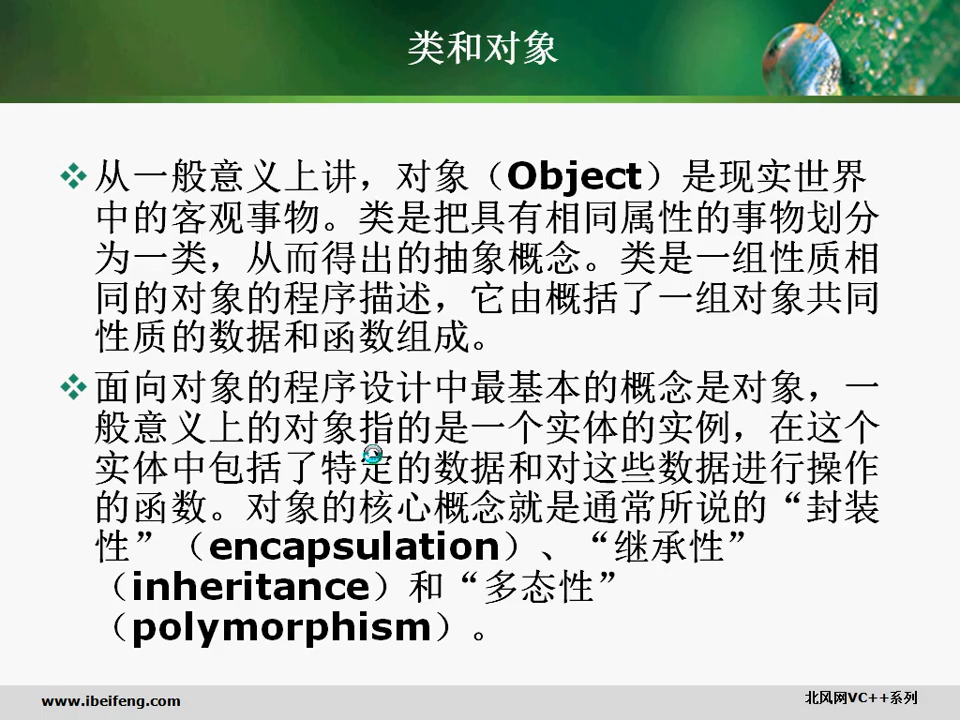 类和对象
从一般意义上讲，对象（Object）是现实世界
中的客观事物。类是把具有相同属性的事物划分
为一类，从而得出的抽象概念。类是一组性质相
同的对象的程序描述，它由概括了一组对象共同
性质的数据和函数组成。
面向对象的程序设计中最基本的概念是对象，一
般意义上的对象指的是一个实体的实例，在这个
实体中包括了特定的数据和对这些数据进行操作
的函数。对象的核心概念就是通常所说的“封装
性”（encapsulation）、“继承性”
（inheritance）和“多态性”
（polymorphism）。
www.ibeifeng.com
北风网VC++系列